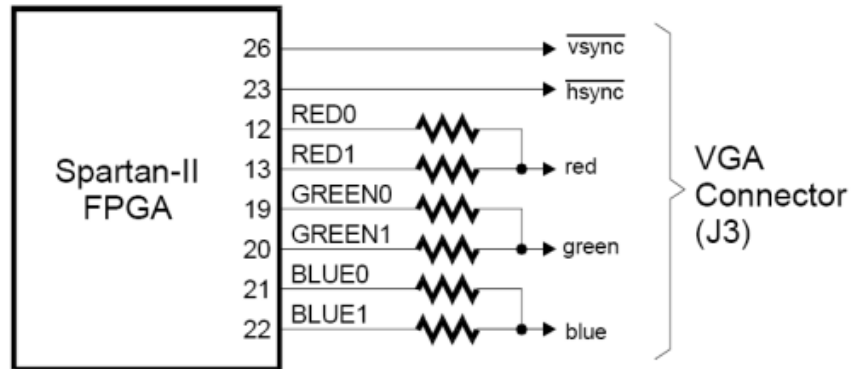 26
vsync
23
hsync
RED0
12
RED1
13
red
GREEN0
19
GREEN1
20
green
BLUE0
21
BLUE1
22
blue
Spartan-II
FPGA
VGA
Connector
(J3)